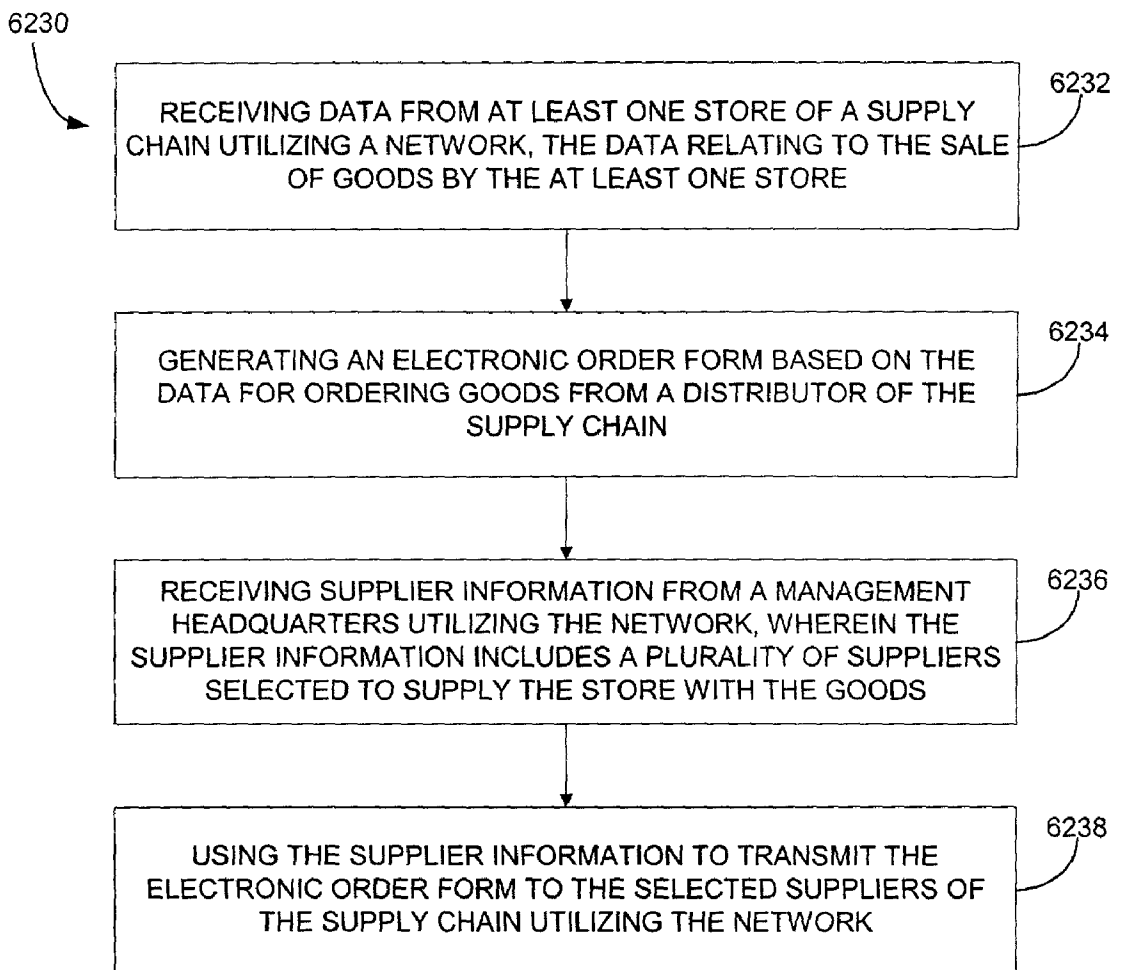 6230
6232
RECEIVING DATA FROM AT LEAST ONE STORE OF A SUPPLY
CHAIN UTILIZING A NETWORK, THE DATA RELATING TO THE SALE
OF GOODS BY THE AT LEAST ONE STORE
6234
GENERATING AN ELECTRONIC ORDER FORM BASED ON THE
DATA FOR ORDERING GOODS FROM A DISTRIBUTOR OF THE
SUPPLY CHAIN
6236
RECEIVING SUPPLIER INFORMATION FROM A MANAGEMENT
HEADQUARTERS UTILIZING THE NETWORK, WHEREIN THE
SUPPLIER INFORMATION INCLUDES A PLURALITY OF SUPPLIERS
SELECTED TO SUPPLY THE STORE WITH THE GOODS
6238
USING THE SUPPLIER INFORMATION TO TRANSMIT THE
ELECTRONIC ORDER FORM TO THE SELECTED SUPPLIERS OF
THE SUPPLY CHAIN UTILIZING THE NETWORK